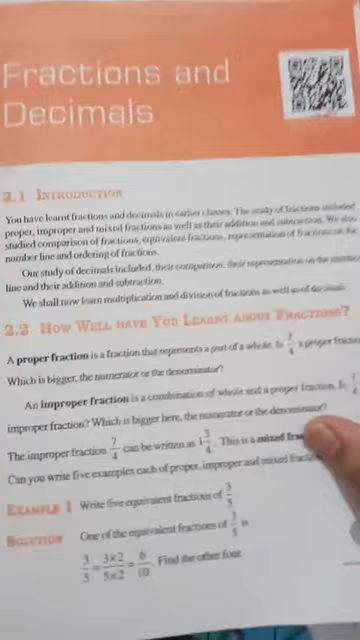 Fractions and
Decimals
2.1 INTRODUCTION
You have learnt fractions and decimals in earlier classes. The study of fractions included
proper, improper and mixed fractions as well as their addition and subtraction. We also
studied comparison of fractions, equivalent fractions, representation of fractions on the
number line and ordering of fractions.
Our study of decimals included, their comparison, their representation on the number
line and their addition and subtraction.
We shall now learn multiplication and division of fractions as well as of decimals.
2.2 HOW WELL HAVE YOU LEARNT ABOUT FRACTIONS?
A proper fraction is a fraction that represents a part of a whole. Is 7/4 a proper
Which is bigger, the numerator or the denominator?
An improper fraction is a combination of whole and a proper fraction. Is 7/4
improper fraction? Which is bigger here, the numerator or the denominator?
The improper fraction 7/4 can be written as 1 3/4. This is a mixed
Can you write five examples each of proper, improper and mixed
EXAMPLE 1 Write five equivalent fractions of 3/5.
SOLUTION One of the equivalent fractions of 3/5 is
3/5 = 3×2/5×2 = 6/10. Find the other four.